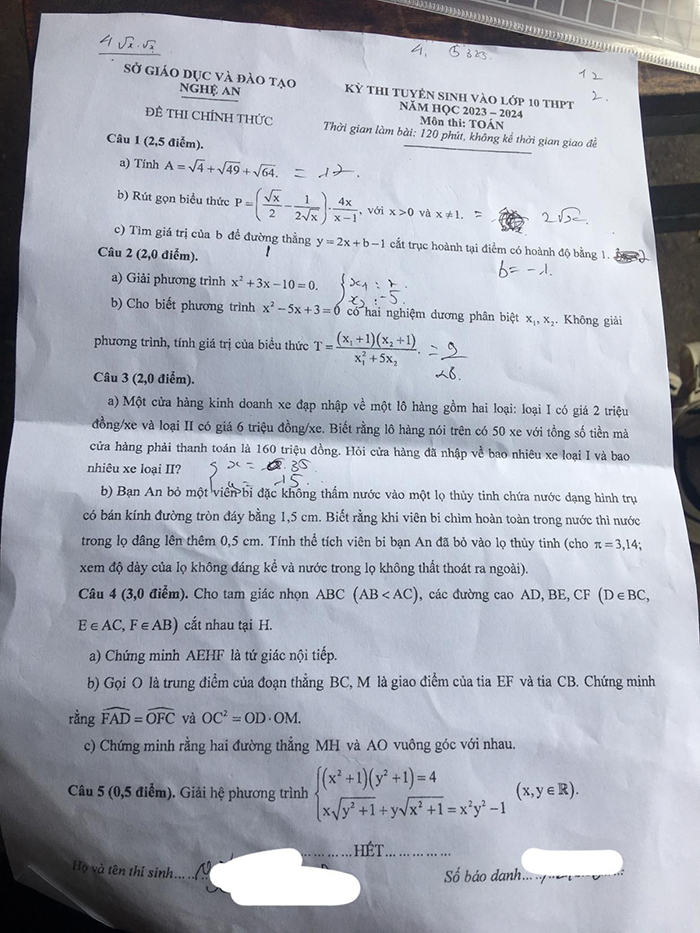 4√x.√x
4. 5 325.
12
2.
SỞ GIÁO DỤC VÀ ĐÀO TẠO
NGHỆ AN
ĐỀ THI CHÍNH THỨC
KỲ THI TUYỂN SINH VÀO LỚP 10 THPT
NĂM HỌC 2023 – 2024
Môn thi: TOÁN
Thời gian làm bài: 120 phút, không kể thời gian giao đề
Câu 1 (2,5 điểm).
a) Tính A = √4 + √49 + √64. = 17.
b) Rút gọn biểu thức P = (√x/2 − 1/(2√x)) · 4x/(x−1), với x > 0 và x ≠ 1. = 2√x.
c) Tìm giá trị của b để đường thẳng y = 2x + b − 1 cắt trục hoành tại điểm có hoành độ bằng 1.
b = −1.
Câu 2 (2,0 điểm).
a) Giải phương trình x² + 3x − 10 = 0. { x₁ : 2
x₂ : −5.
b) Cho biết phương trình x² − 5x + 3 = 0 có hai nghiệm dương phân biệt x₁, x₂. Không giải
phương trình, tính giá trị của biểu thức T = (x₁ + 1)(x₂ + 1)/(x₁² + 5x₂). = 9/
Câu 3 (2,0 điểm).
a) Một cửa hàng kinh doanh xe đạp nhập về một lô hàng gồm hai loại: loại I có giá 2 triệu
đồng/xe và loại II có giá 6 triệu đồng/xe. Biết rằng lô hàng nói trên có 50 xe với tổng số tiền mà
cửa hàng phải thanh toán là 160 triệu đồng. Hỏi cửa hàng đã nhập về bao nhiêu xe loại I và bao
nhiêu xe loại II? { x = 35
= 15.
b) Bạn An bỏ một viên bi đặc không thấm nước vào một lọ thủy tinh chứa nước dạng hình trụ
có bán kính đường tròn đáy bằng 1,5 cm. Biết rằng khi viên bi chìm hoàn toàn trong nước thì nước
trong lọ dâng lên thêm 0,5 cm. Tính thể tích viên bi bạn An đã bỏ vào lọ thủy tinh (cho π = 3,14;
xem độ dày của lọ không đáng kể và nước trong lọ không thất thoát ra ngoài).
Câu 4 (3,0 điểm). Cho tam giác nhọn ABC (AB < AC), các đường cao AD, BE, CF (D ∈ BC,
E ∈ AC, F ∈ AB) cắt nhau tại H.
a) Chứng minh AEHF là tứ giác nội tiếp.
b) Gọi O là trung điểm của đoạn thẳng BC, M là giao điểm của tia EF và tia CB. Chứng minh
rằng FAD = OFC và OC² = OD · OM.
c) Chứng minh rằng hai đường thẳng MH và AO vuông góc với nhau.
Câu 5 (0,5 điểm). Giải hệ phương trình { (x² + 1)(y² + 1) = 4
x√(y² + 1) + y√(x² + 1) = x²y² − 1 (x, y ∈ ℝ).
...........HẾT...............
Họ và tên thí sinh.....
Số báo danh...